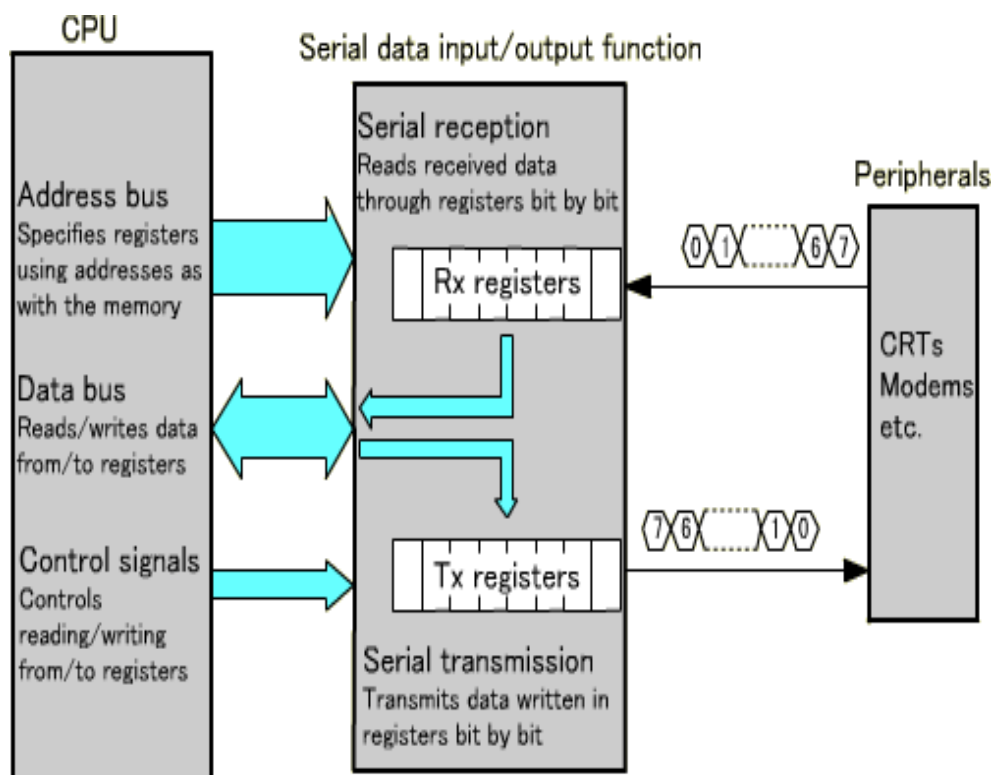 CPU
Address bus
Specifies registers
using addresses as
with the memory
Data bus
Reads/writes data
from/to registers
Control signals
Controls
reading/writing
from/to registers
Serial data input/output function
Serial reception
Reads received data
through registers bit by bit
Rx registers
Tx registers
Serial transmission
Transmits data written in
registers bit by bit
0 1 6 7
7 6 1 0
Peripherals
CRTs
Modems
etc.